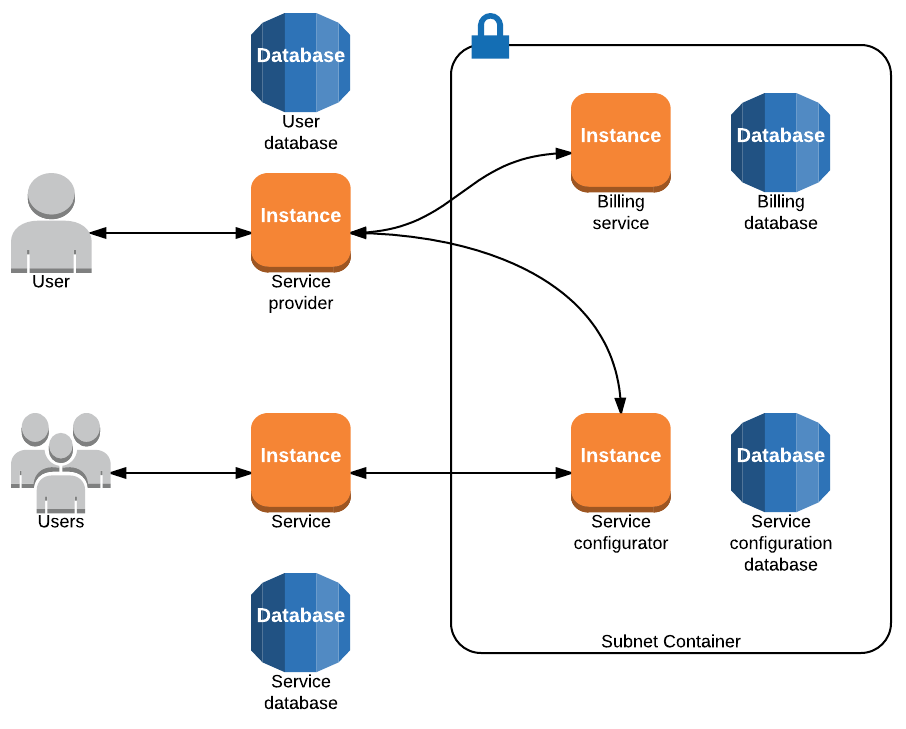 Database
User
database
Instance
Billing
service
Database
Billing
database
User
Instance
Service
provider
Users
Instance
Service
Instance
Service
configurator
Database
Service
configuration
database
Database
Service
database
Subnet Container